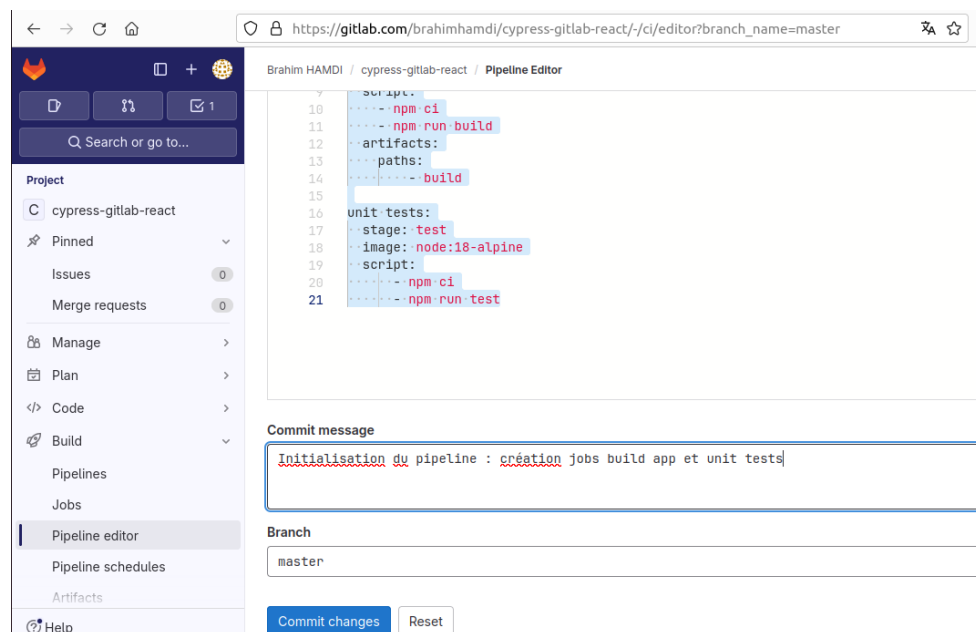 https://gitlab.com/brahimhamdi/cypress-gitlab-react/-/ci/editor?branch_name=master
1
Search or go to...
Project
C cypress-gitlab-react
Pinned
Issues 0
Merge requests 0
Manage
Plan
Code
Build
Pipelines
Jobs
Pipeline editor
Pipeline schedules
Artifacts
Help
Brahim HAMDI / cypress-gitlab-react / Pipeline Editor
9 script:
10 - npm ci
11 - npm run build
12 artifacts:
13 paths:
14 - build
15
16 unit tests:
17 stage: test
18 image: node:18-alpine
19 script:
20 - npm ci
21 - npm run test
Commit message
Initialisation du pipeline : création jobs build app et unit tests
Branch
master
Commit changes Reset